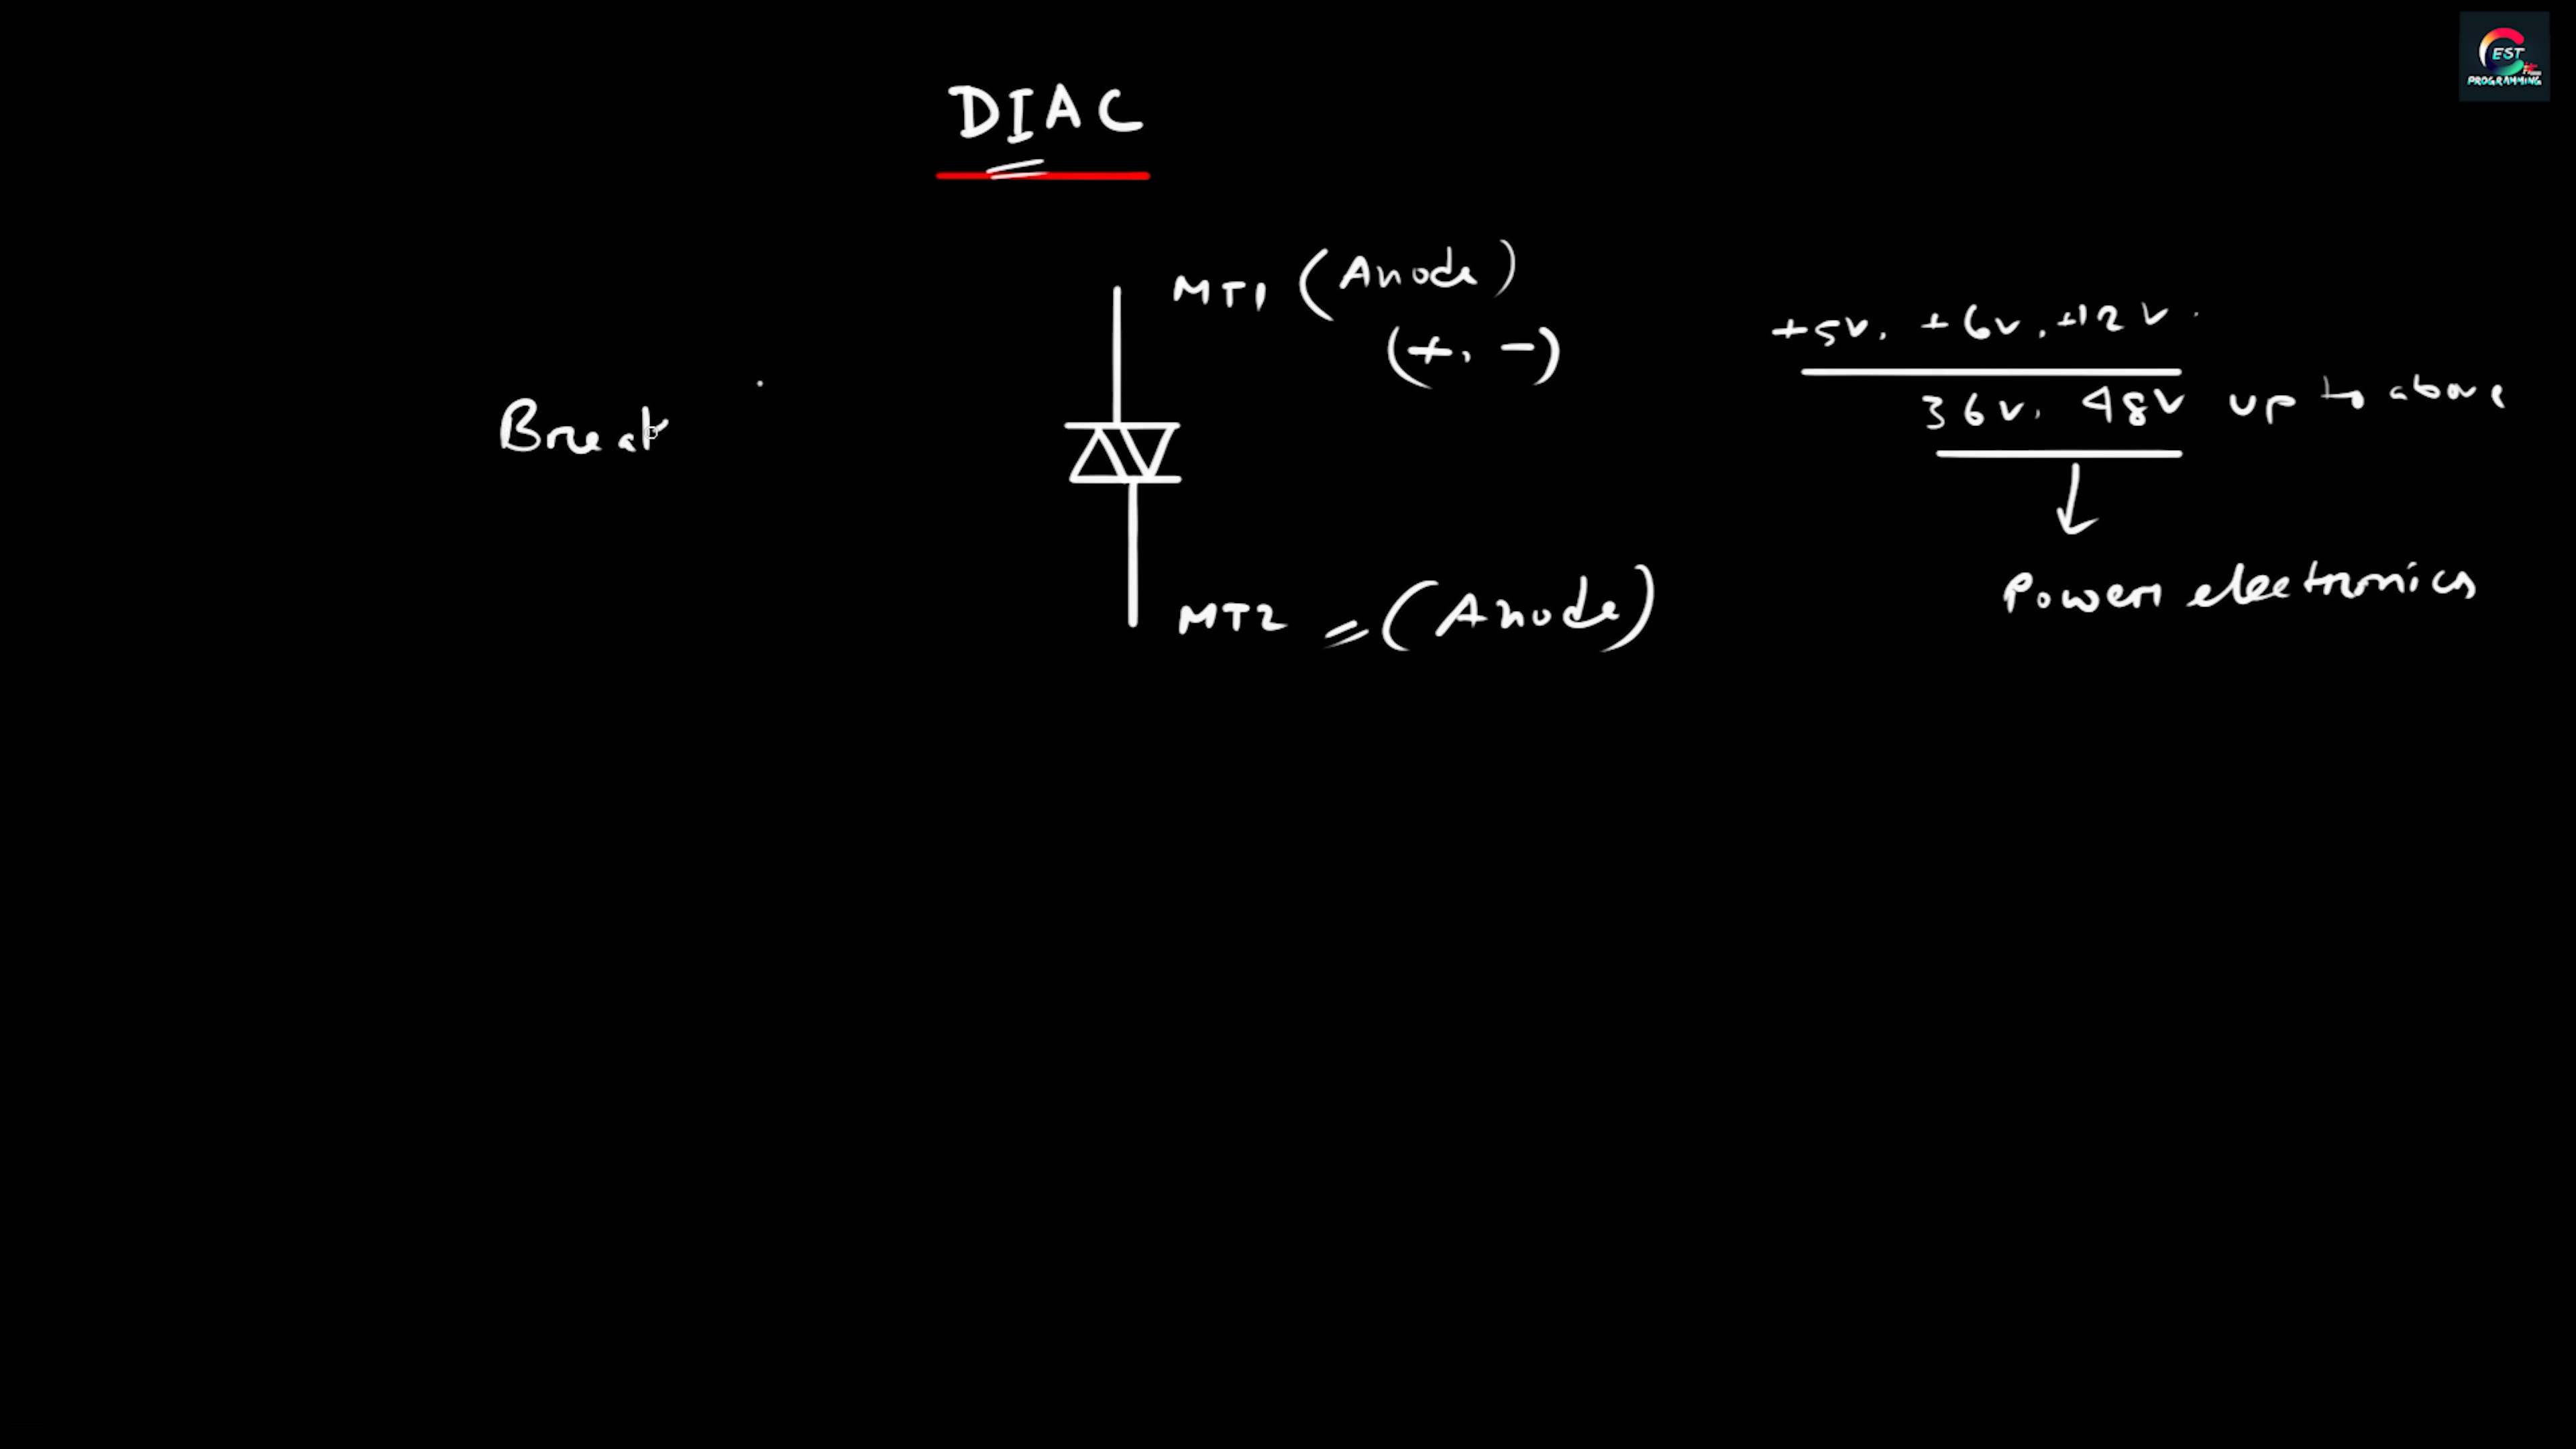 EST
PROGRAMMING
DIAC
MT1 (Anode)
(+, -)
+5v, +6v, +12v
36v, 48v up to above
Power electronics
Break
MT2 = (Anode)